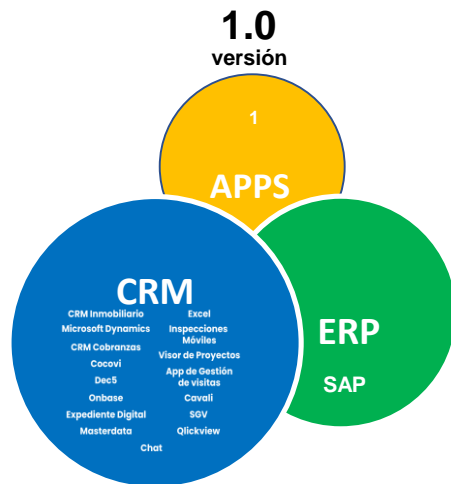 1.0
versión
1
APPS
CRM
CRM Inmobiliario
Microsoft Dynamics
CRM Cobranzas
Cocovi
Dec5
Onbase
Expediente Digital
Masterdata
Excel
Inspecciones
Móviles
Visor de Proyectos
App de Gestión
de visitas
Cavali
SGV
Qlickview
Chat
ERP
SAP